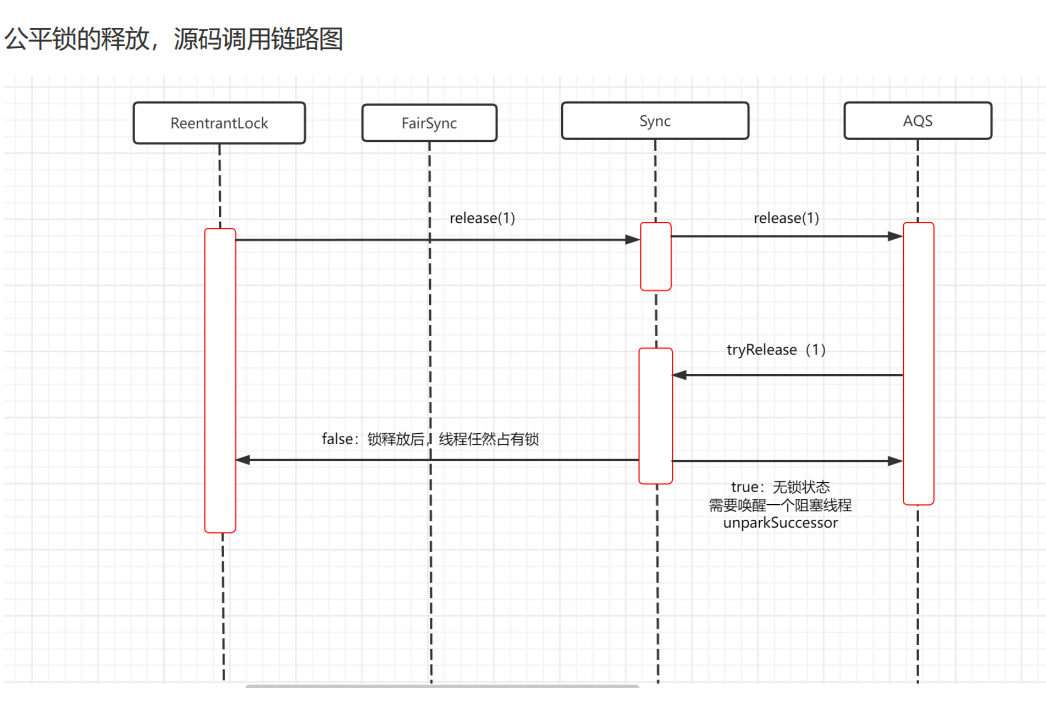 公平锁的释放，源码调用链路图
ReentrantLock
FairSync
Sync
AQS
release(1)
release(1)
tryRelease（1）
false：锁释放后，线程任然占有锁
true：无锁状态
需要唤醒一个阻塞线程
unparkSuccessor